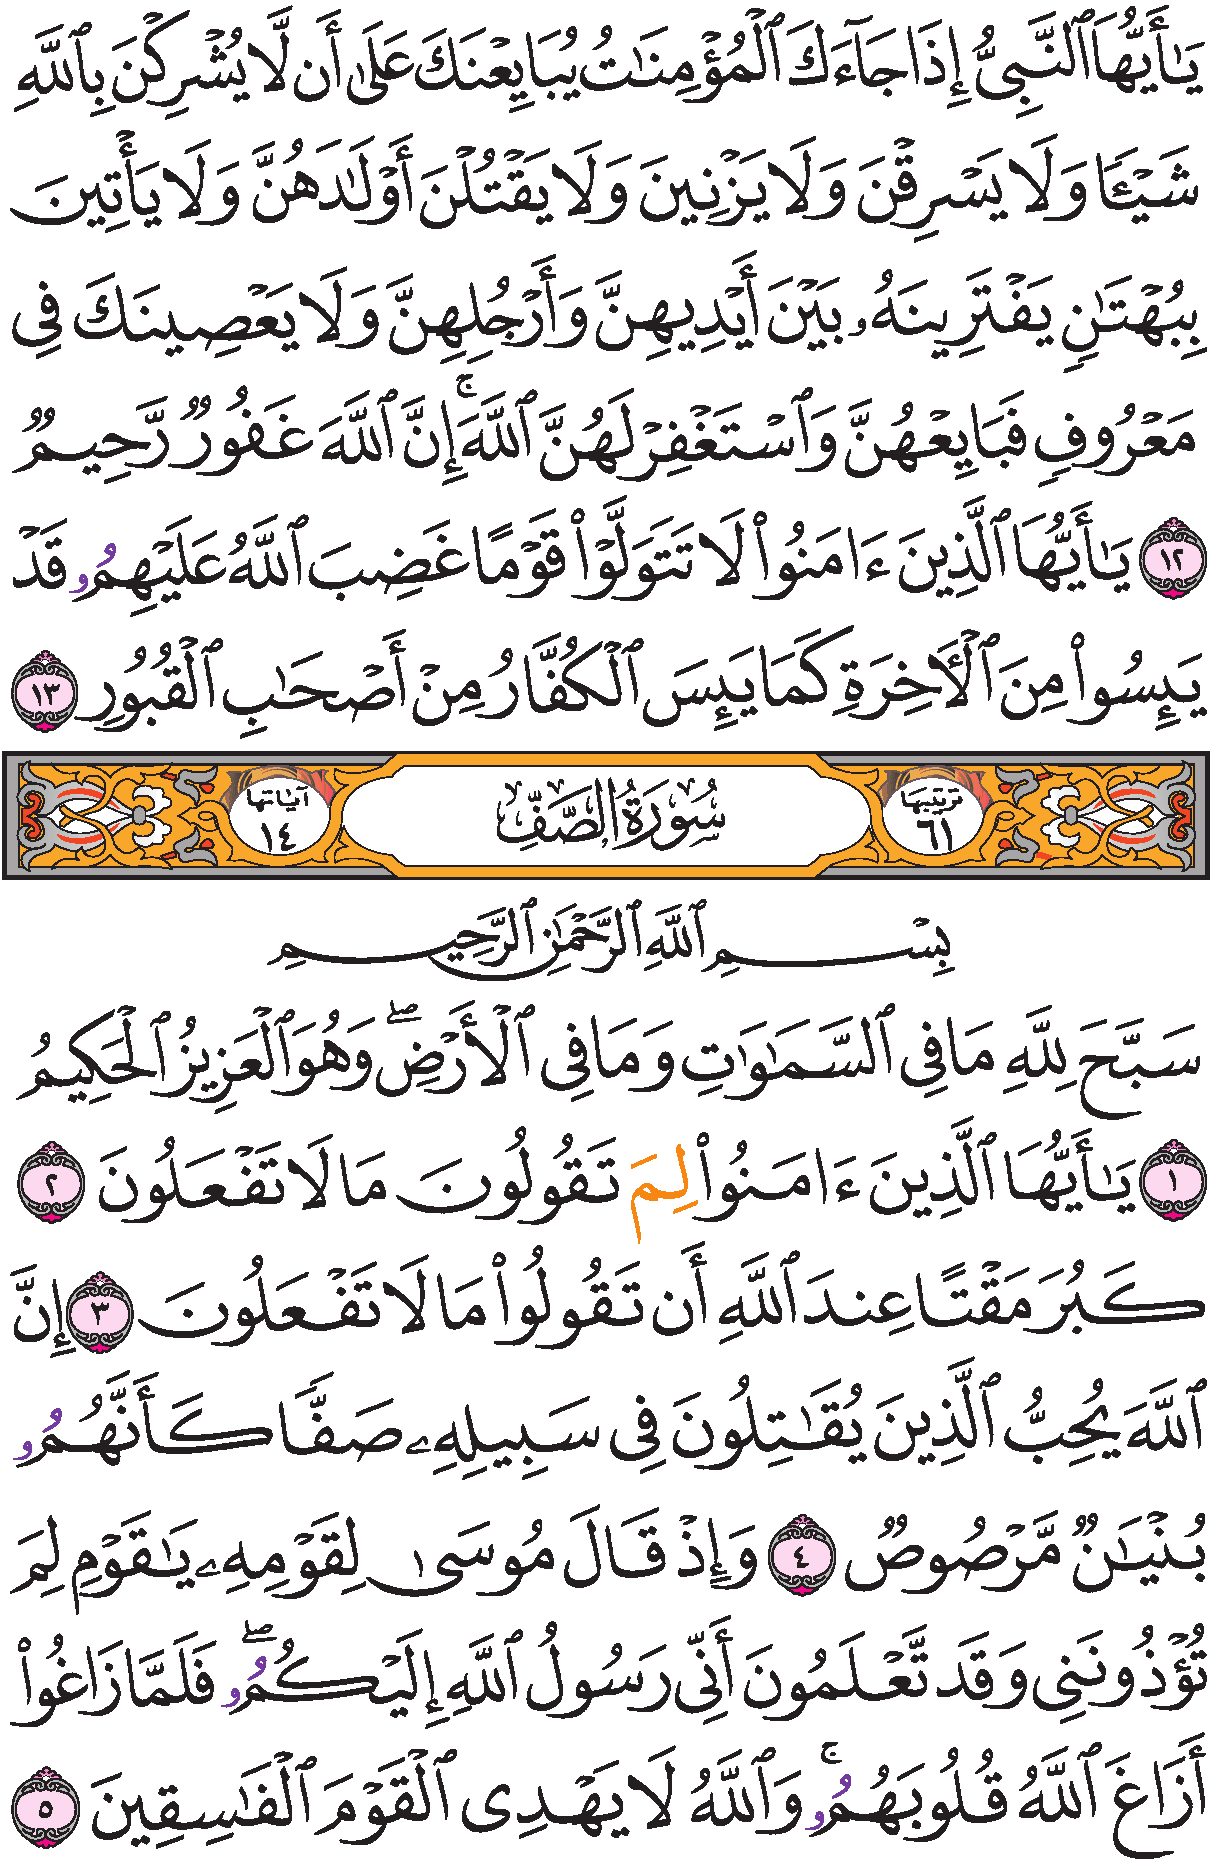 يَٰٓأَيُّهَا ٱلنَّبِىُّ إِذَا جَآءَكَ ٱلْمُؤْمِنَٰتُ يُبَايِعْنَكَ عَلَىٰٓ أَن لَّا يُشْرِكْنَ بِٱللَّهِ
شَيْـًٔا وَلَا يَسْرِقْنَ وَلَا يَزْنِينَ وَلَا يَقْتُلْنَ أَوْلَٰدَهُنَّ وَلَا يَأْتِينَ
بِبُهْتَٰنٍ يَفْتَرِينَهُۥ بَيْنَ أَيْدِيهِنَّ وَأَرْجُلِهِنَّ وَلَا يَعْصِينَكَ فِى
مَعْرُوفٍ فَبَايِعْهُنَّ وَٱسْتَغْفِرْ لَهُنَّ ٱللَّهَ ۚ إِنَّ ٱللَّهَ غَفُورٌ رَّحِيمٌ
١٢ يَٰٓأَيُّهَا ٱلَّذِينَ ءَامَنُوا۟ لَا تَتَوَلَّوْا۟ قَوْمًا غَضِبَ ٱللَّهُ عَلَيْهِمُۥ قَدْ
يَئِسُوا۟ مِنَ ٱلْأَخِرَةِ كَمَا يَئِسَ ٱلْكُفَّارُ مِنْ أَصْحَٰبِ ٱلْقُبُورِ ١٣
ترتيبها ٦١ سُورَةُ الصَّفِّ آياتها ١٤
بِسْمِ ٱللَّهِ ٱلرَّحْمَٰنِ ٱلرَّحِيمِ
سَبَّحَ لِلَّهِ مَا فِى ٱلسَّمَٰوَٰتِ وَمَا فِى ٱلْأَرْضِ ۖ وَهُوَ ٱلْعَزِيزُ ٱلْحَكِيمُ
١ يَٰٓأَيُّهَا ٱلَّذِينَ ءَامَنُوا۟ لِمَ تَقُولُونَ مَا لَا تَفْعَلُونَ ٢
كَبُرَ مَقْتًا عِندَ ٱللَّهِ أَن تَقُولُوا۟ مَا لَا تَفْعَلُونَ ٣ إِنَّ
ٱللَّهَ يُحِبُّ ٱلَّذِينَ يُقَٰتِلُونَ فِى سَبِيلِهِۦ صَفًّا كَأَنَّهُمُۥ
بُنْيَٰنٌ مَّرْصُوصٌ ٤ وَإِذْ قَالَ مُوسَىٰ لِقَوْمِهِۦ يَٰقَوْمِ لِمَ
تُؤْذُونَنِى وَقَد تَّعْلَمُونَ أَنِّى رَسُولُ ٱللَّهِ إِلَيْكُمُۥ ۖ فَلَمَّا زَاغُوا۟
أَزَاغَ ٱللَّهُ قُلُوبَهُمُۥ ۚ وَٱللَّهُ لَا يَهْدِى ٱلْقَوْمَ ٱلْفَٰسِقِينَ ٥